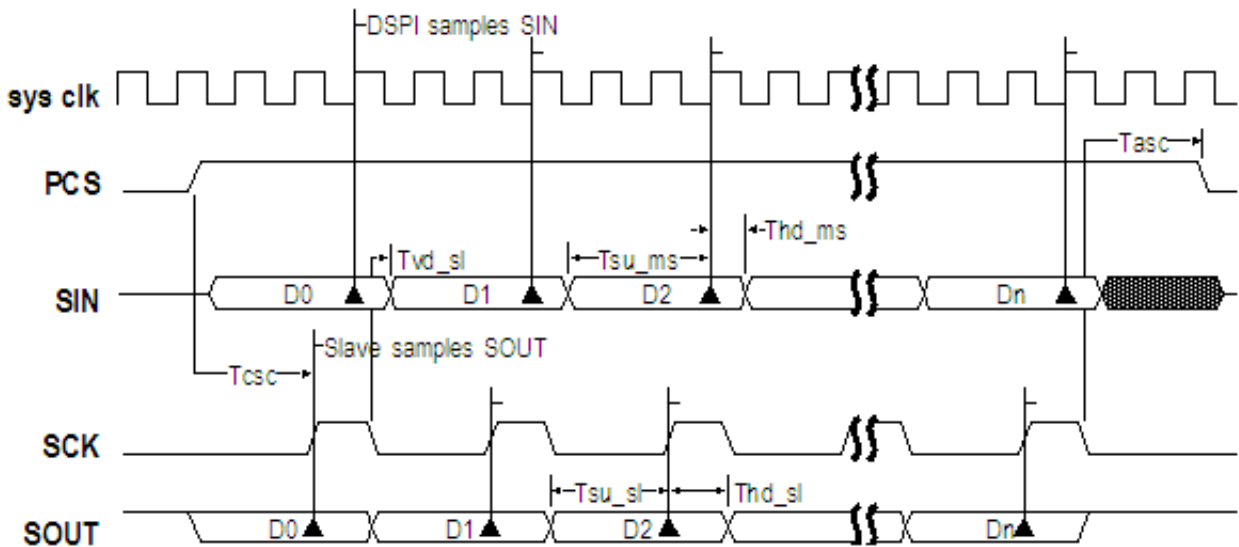 DSPI samples SIN
sys clk
Tasc
PCS
Thd_ms
Tvd_sl
Tsu_ms
SIN
D0
D1
D2
Dn
Slave samples SOUT
Tcsc
SCK
Tsu_sl
Thd_sl
SOUT
D0
D1
D2
Dn